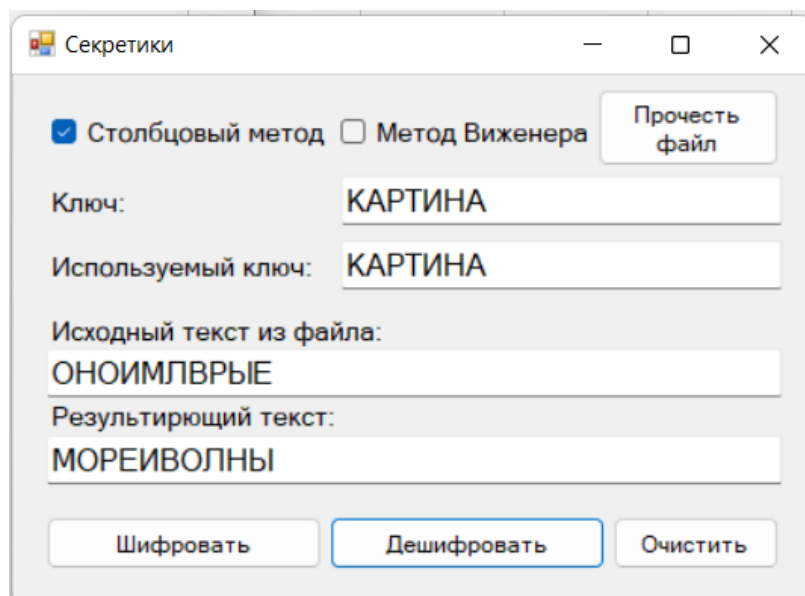 Секретики
Столбцовый метод Метод Виженера Прочесть файл
Ключ: КАРТИНА
Используемый ключ: КАРТИНА
Исходный текст из файла:
ОНОИМЛВРЫЕ
Результирющий текст:
МОРЕИВОЛНЫ
Шифровать Дешифровать Очистить